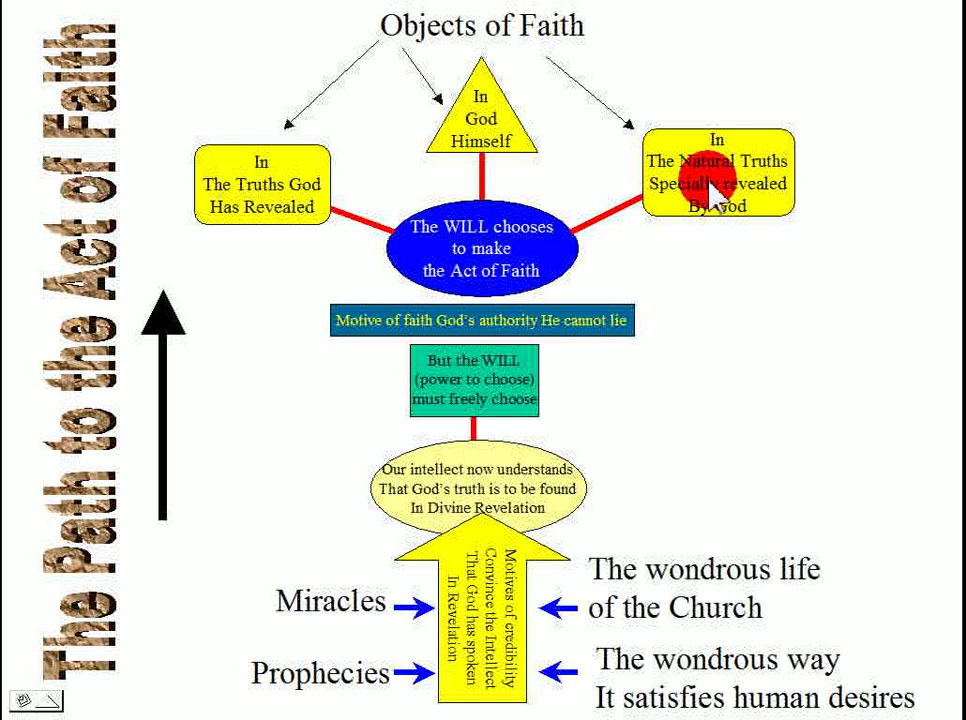 The Path to the Act of Faith
Objects of Faith
In
God
Himself
In
The Truths God
Has Revealed
In
The Natural Truths
Specially revealed
By God
The WILL chooses
to make
the Act of Faith
Motive of faith God's authority He cannot lie
But the WILL
(power to choose)
must freely choose
Our intellect now understands
That God's truth is to be found
In Divine Revelation
Motives of credibility
Convince the Intellect
That God has spoken
In Revelation
Miracles
Prophecies
The wondrous life
of the Church
The wondrous way
It satisfies human desires